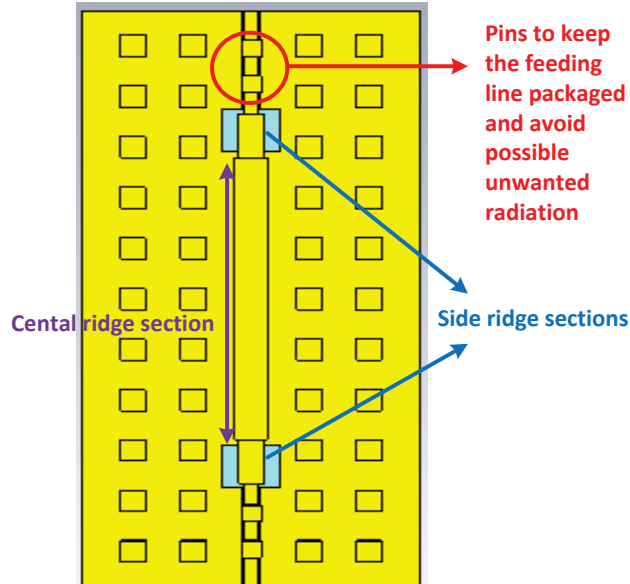 Pins to keep
the feeding
line packaged
and avoid
possible
unwanted
radiation
Cental ridge section
Side ridge sections